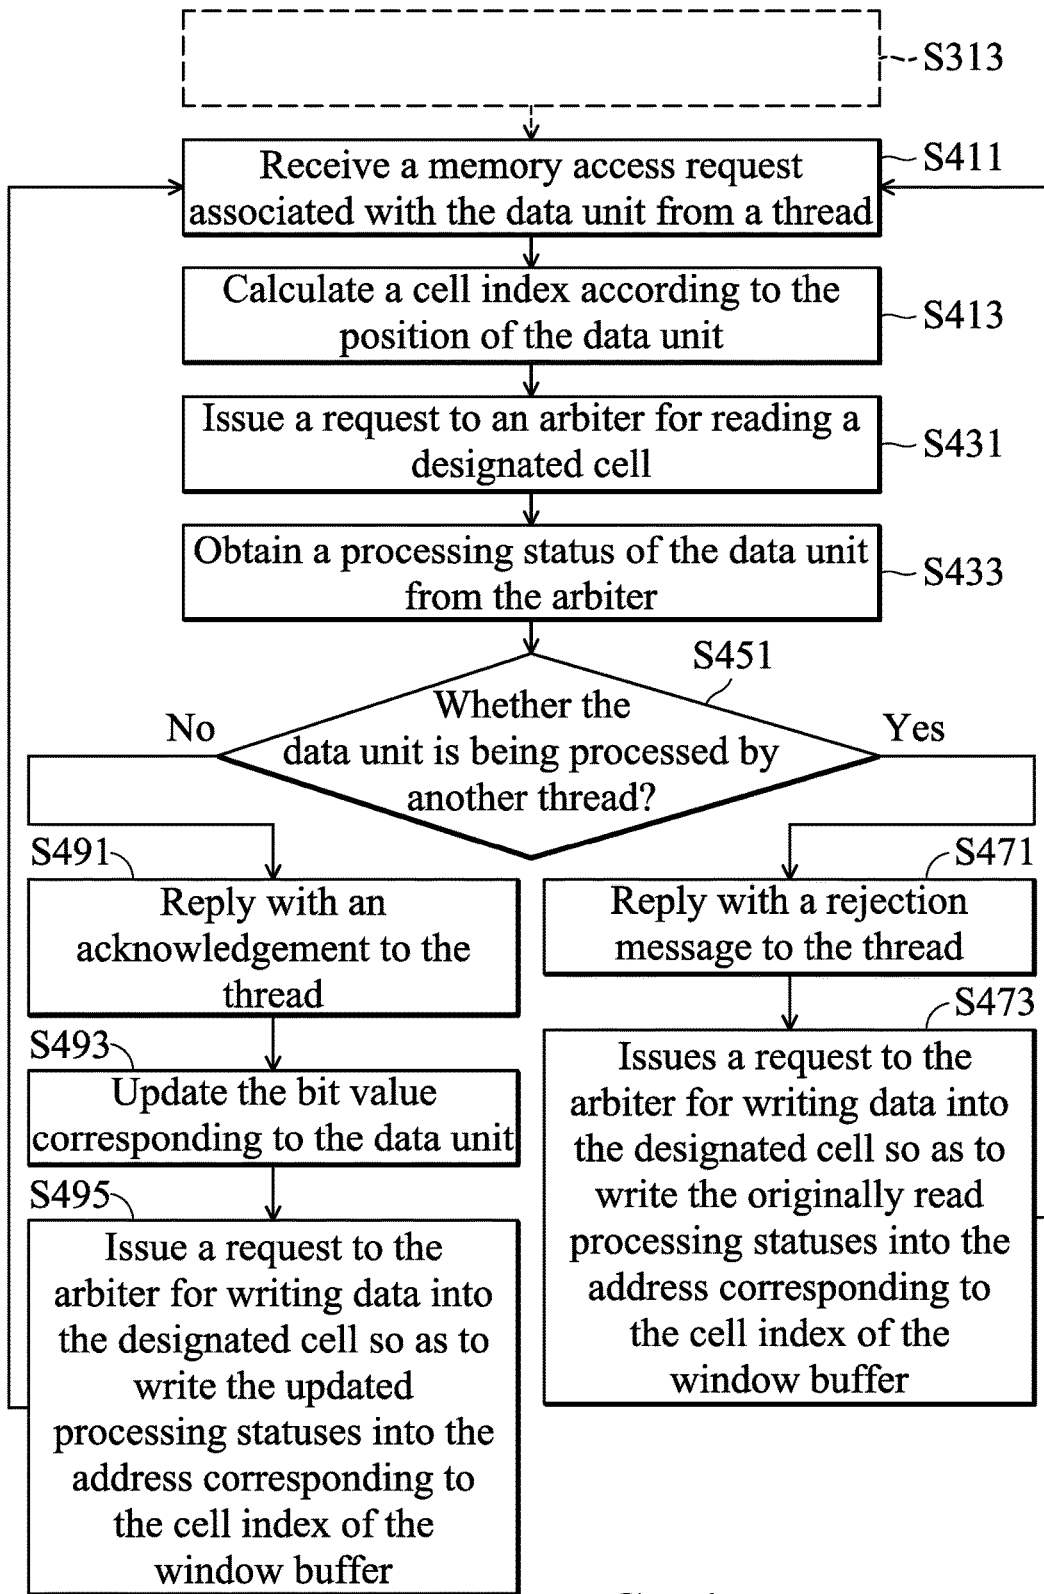 S313
Receive a memory access request
associated with the data unit from a thread
S411
Calculate a cell index according to the
position of the data unit
S413
Issue a request to an arbiter for reading a
designated cell
S431
Obtain a processing status of the data unit
from the arbiter
S433
S451
Whether the
data unit is being processed by
another thread?
No
Yes
S491
Reply with an
acknowledgement to the
thread
S493
Update the bit value
corresponding to the data unit
S495
Issue a request to the
arbiter for writing data into
the designated cell so as to
write the updated
processing statuses into the
address corresponding to
the cell index of the
window buffer
S471
Reply with a rejection
message to the thread
S473
Issues a request to the
arbiter for writing data into
the designated cell so as to
write the originally read
processing statuses into the
address corresponding to
the cell index of the
window buffer